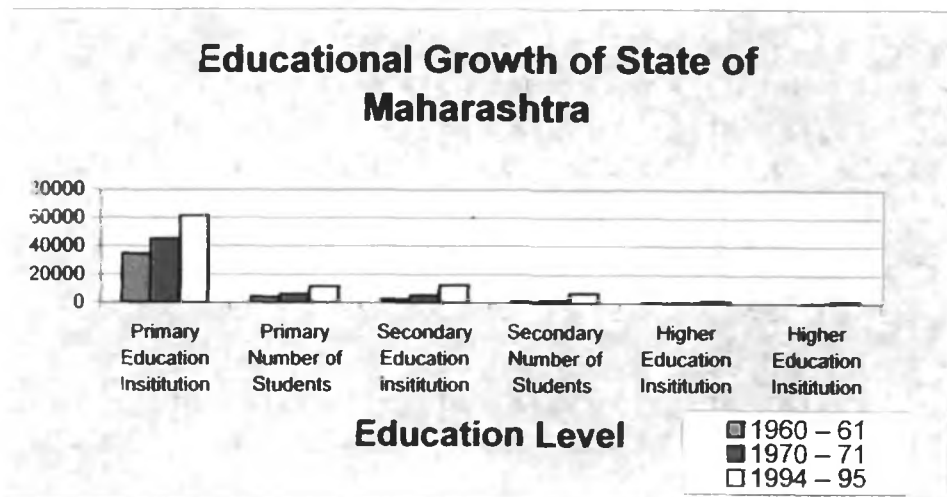 Educational Growth of State of
Maharashtra
60000
40000
20000
0
Primary
Education
Insititution
Primary
Number of
Students
Secondary
Education
insititution
Secondary
Number of
Students
Higher
Education
Insititution
Higher
Education
Insititution
Education Level
1960 – 61
1970 – 71
1994 – 95